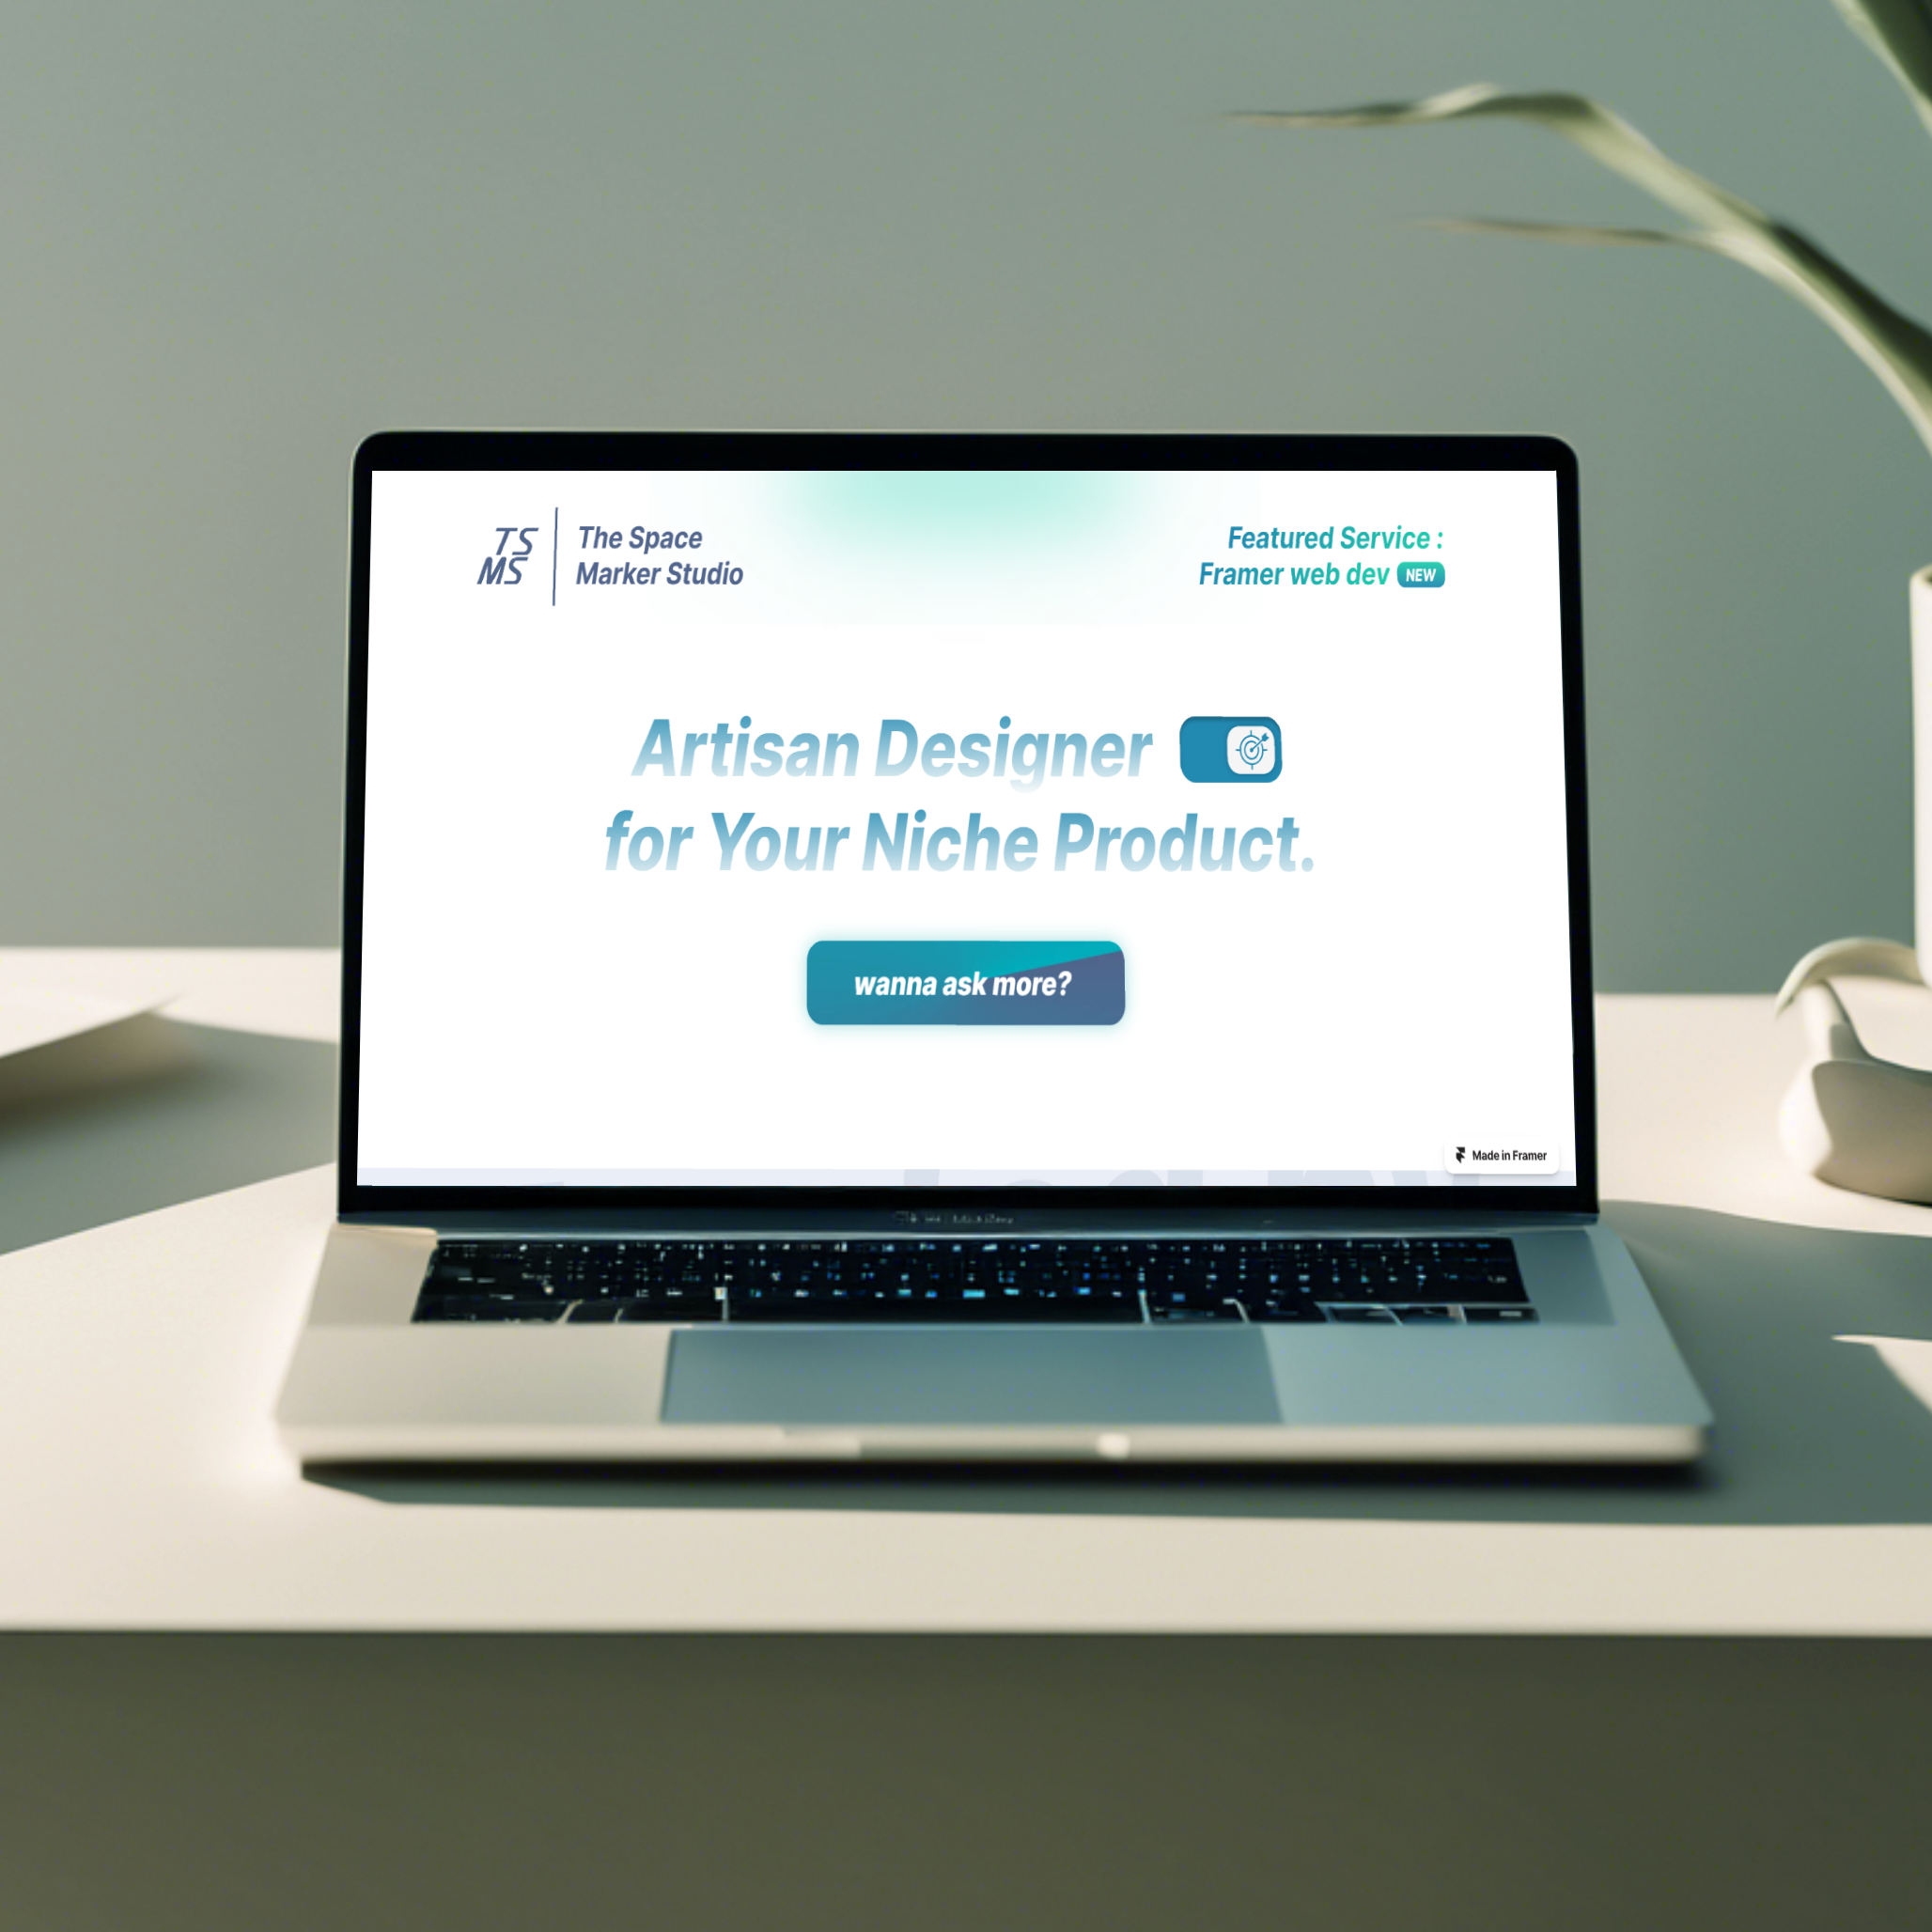 TS
MS
The Space
Marker Studio
Featured Service :
Framer web dev NEW
Artisan Designer
for Your Niche Product.
wanna ask more?
Made in Framer